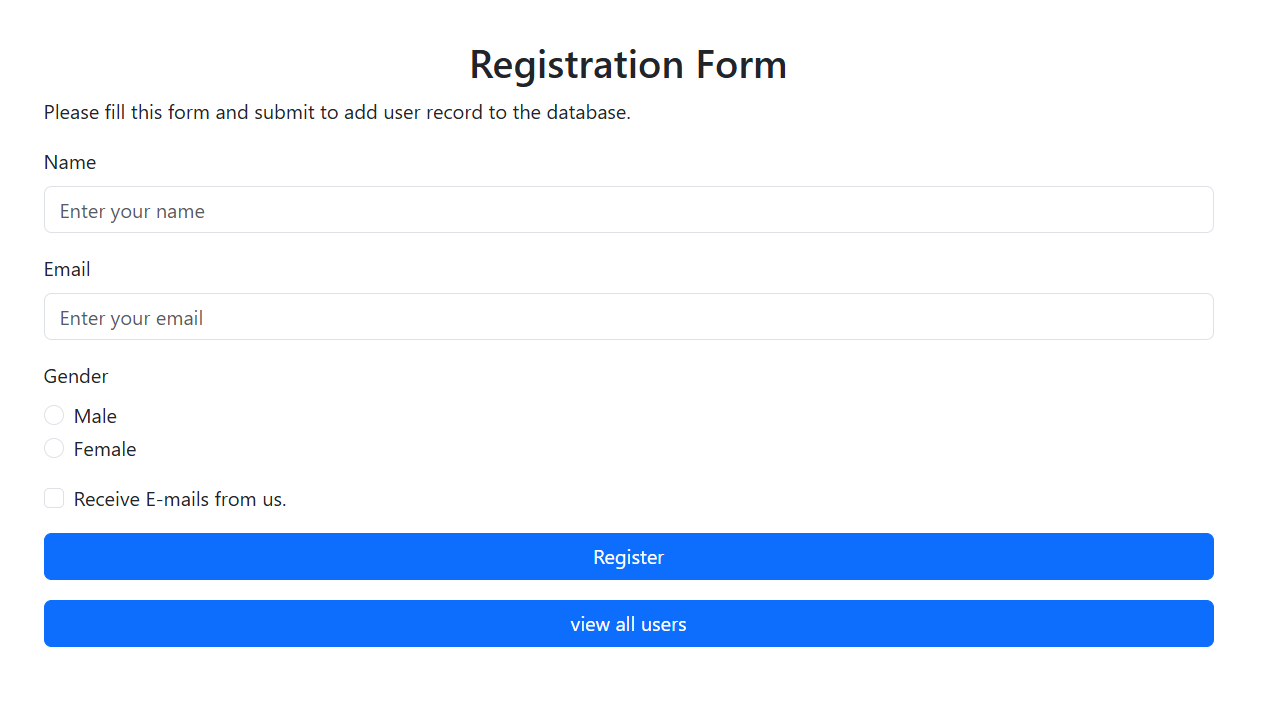 Registration Form
Please fill this form and submit to add user record to the database.
Name
Enter your name
Email
Enter your email
Gender
Male
Female
Receive E-mails from us.
Register
view all users